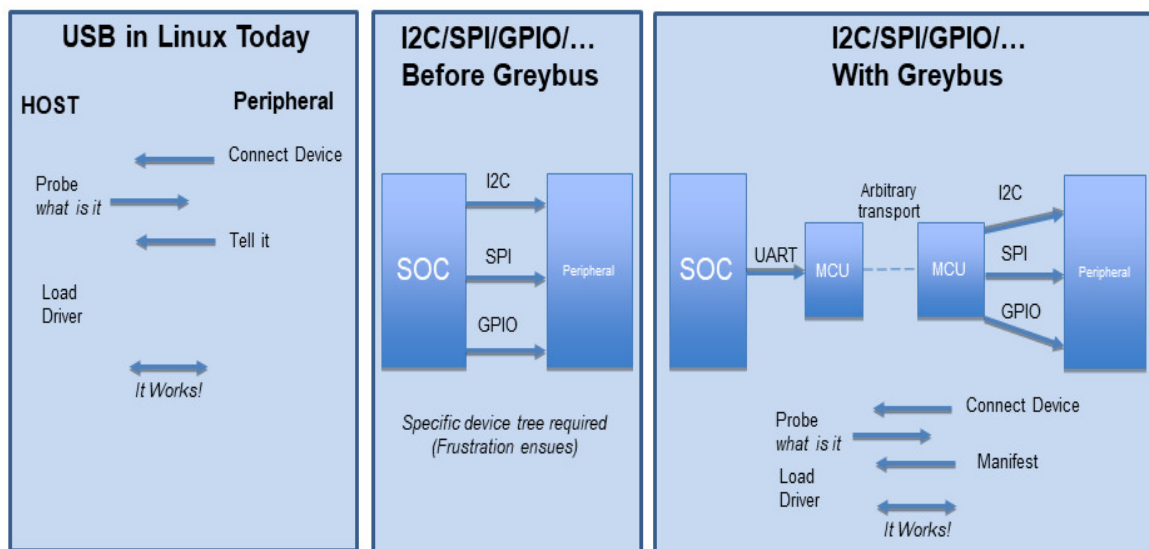 USB in Linux Today
HOST
Peripheral
Connect Device
Probe
what is it
Tell it
Load
Driver
It Works!
I2C/SPI/GPIO/…
Before Greybus
SOC
I2C
SPI
GPIO
Peripheral
Specific device tree required
(Frustration ensues)
I2C/SPI/GPIO/…
With Greybus
SOC
UART
MCU
Arbitrary
transport
MCU
I2C
SPI
GPIO
Peripheral
Connect Device
Probe
what is it
Manifest
Load
Driver
It Works!